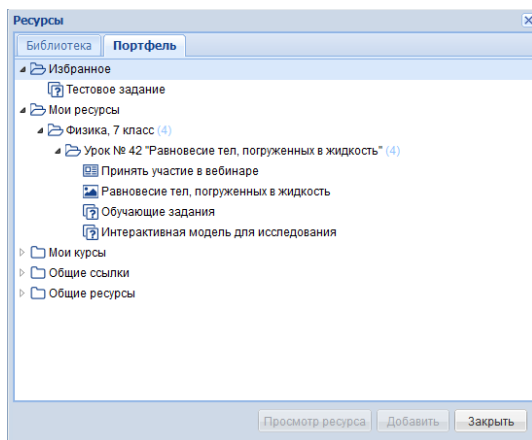 Ресурсы
Библиотека Портфель
Избранное
Тестовое задание
Мои ресурсы
Физика, 7 класс (4)
Урок № 42 "Равновесие тел, погруженных в жидкость" (4)
Принять участие в вебинаре
Равновесие тел, погруженных в жидкость
Обучающие задания
Интерактивная модель для исследования
Мои курсы
Общие ссылки
Общие ресурсы
Просмотр ресурса Добавить Закрыть